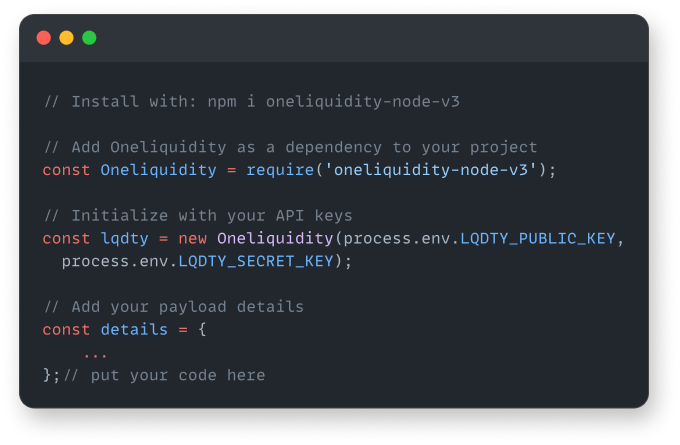 // Install with: npm i oneliquidity-node-v3
// Add Oneliquidity as a dependency to your project
const Oneliquidity = require('oneliquidity-node-v3');
// Initialize with your API keys
const lqdty = new Oneliquidity(process.env.LQDTY_PUBLIC_KEY,
process.env.LQDTY_SECRET_KEY);
// Add your payload details
const details = {
...
};// put your code here